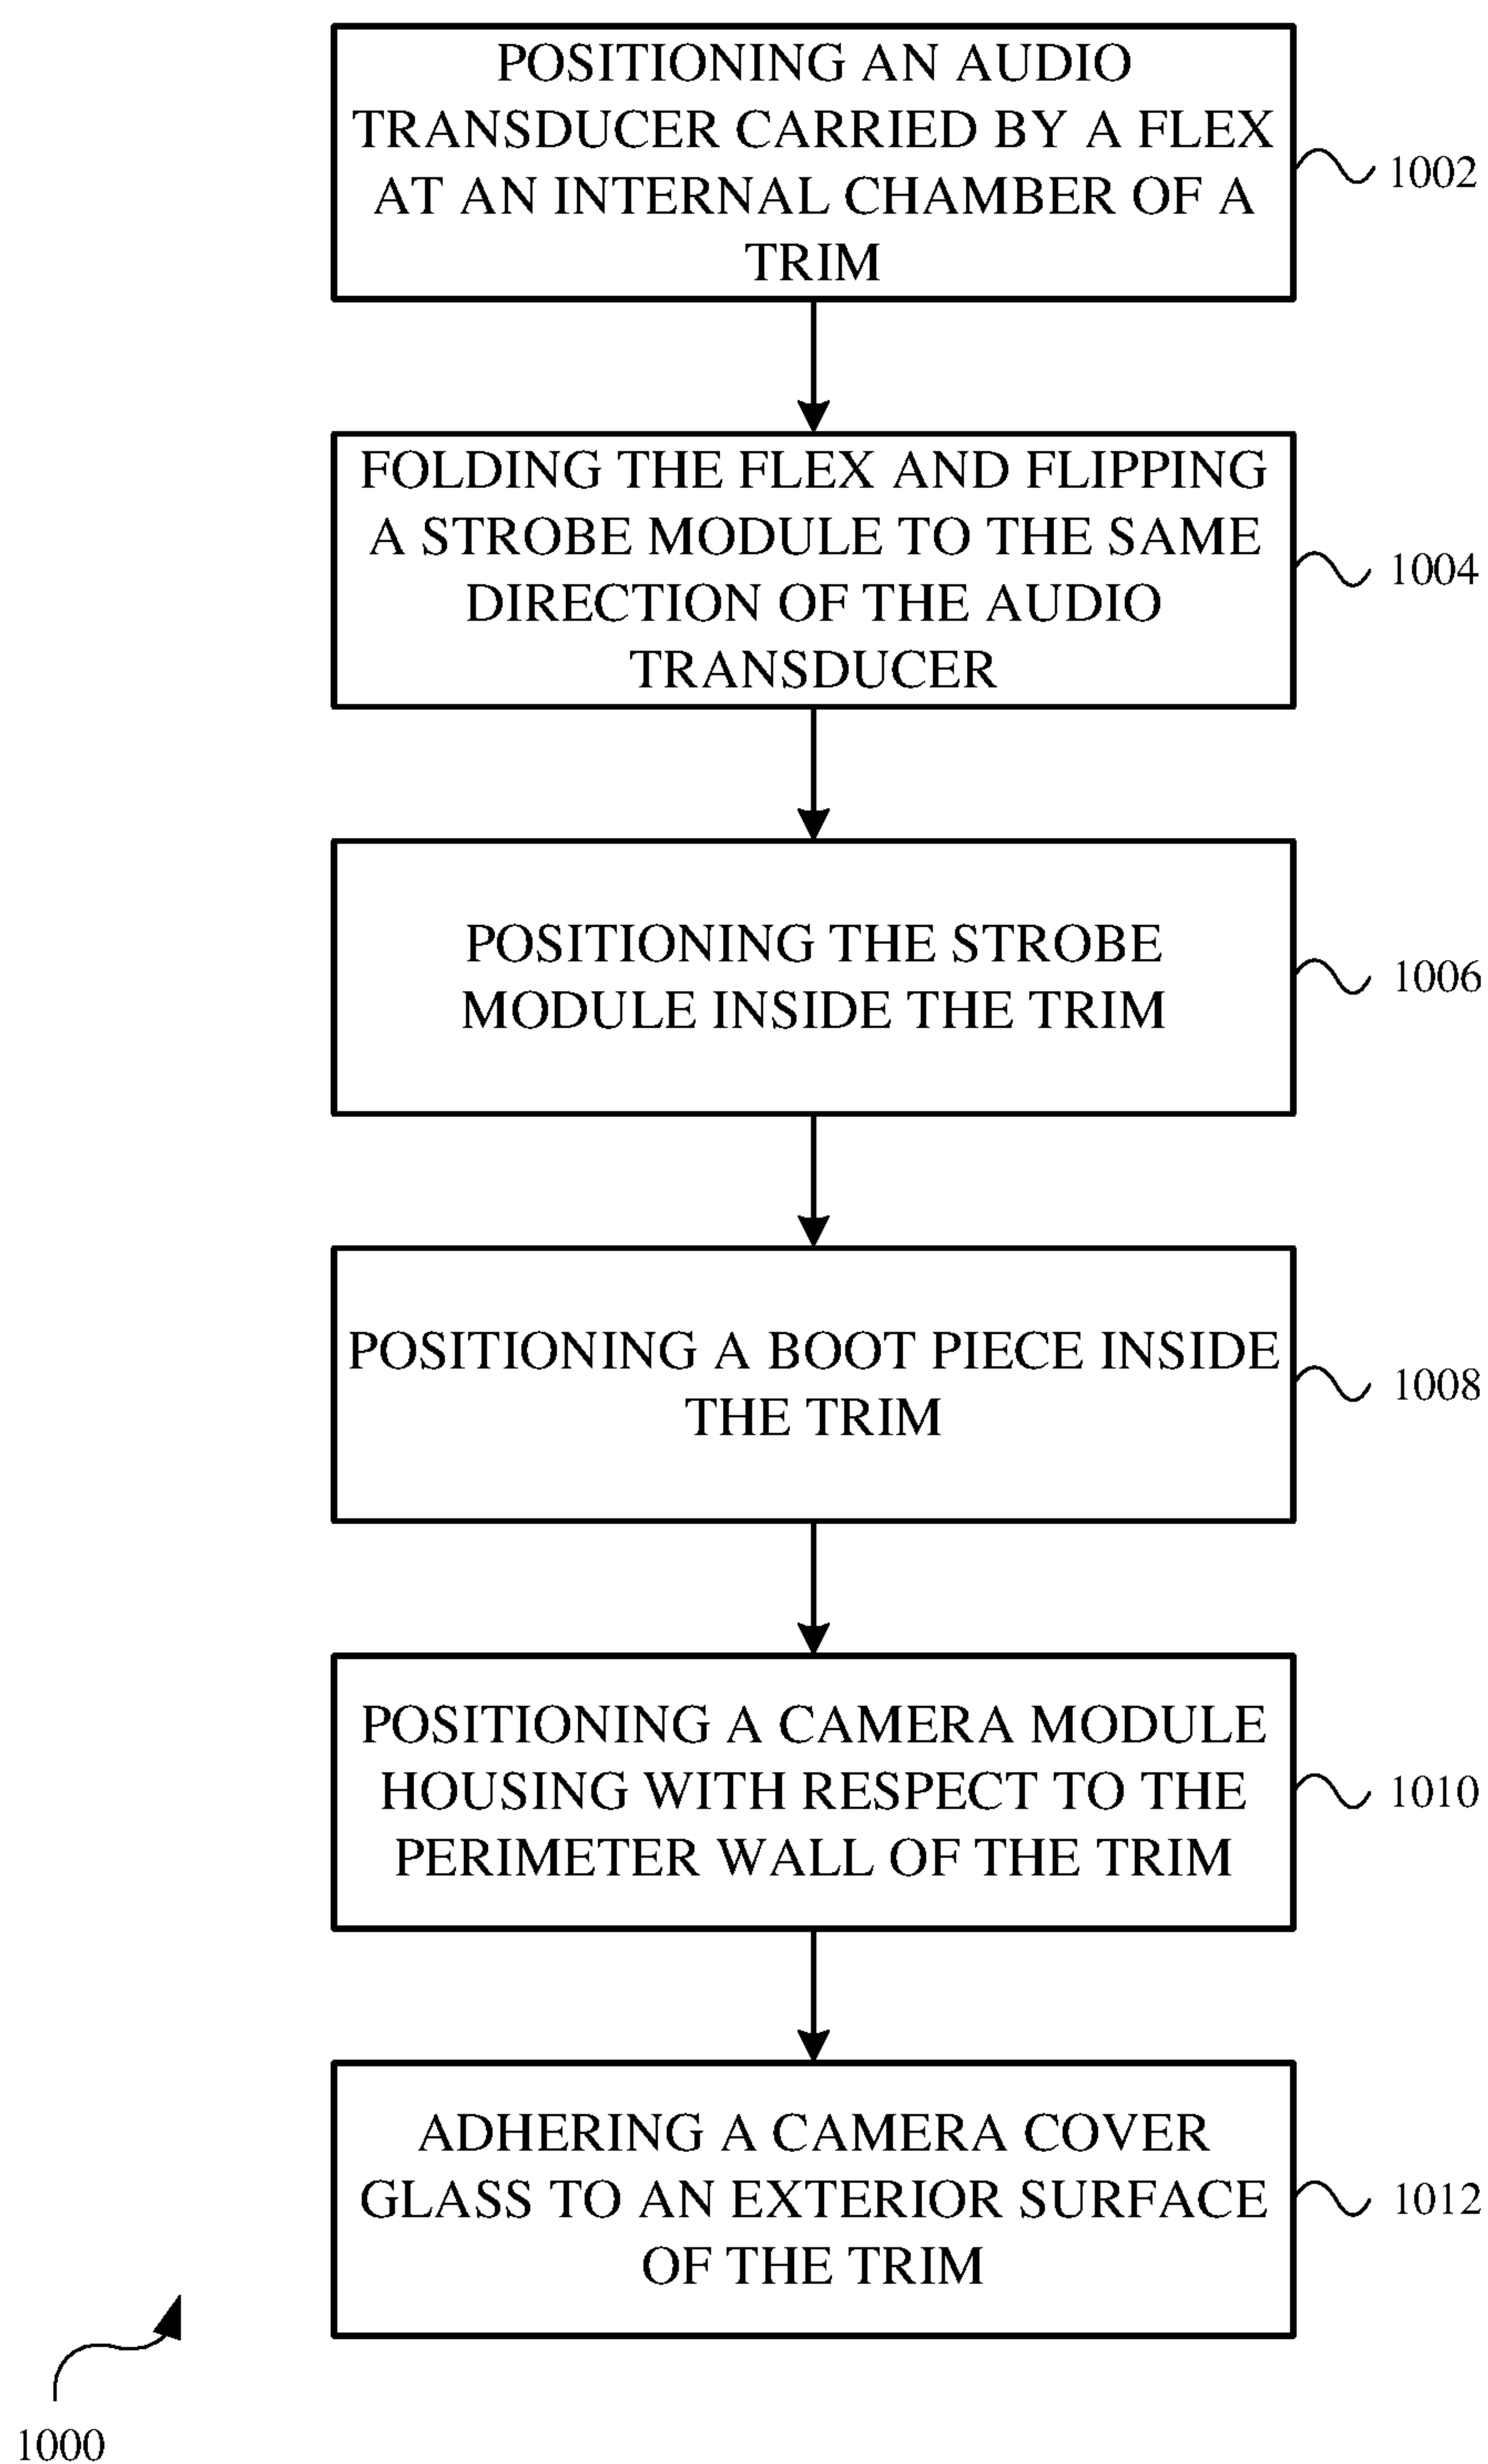 POSITIONING AN AUDIO
TRANSDUCER CARRIED BY A FLEX
AT AN INTERNAL CHAMBER OF A
TRIM
1002
FOLDING THE FLEX AND FLIPPING
A STROBE MODULE TO THE SAME
DIRECTION OF THE AUDIO
TRANSDUCER
1004
POSITIONING THE STROBE
MODULE INSIDE THE TRIM
1006
POSITIONING A BOOT PIECE INSIDE
THE TRIM
1008
POSITIONING A CAMERA MODULE
HOUSING WITH RESPECT TO THE
PERIMETER WALL OF THE TRIM
1010
ADHERING A CAMERA COVER
GLASS TO AN EXTERIOR SURFACE
OF THE TRIM
1012
1000